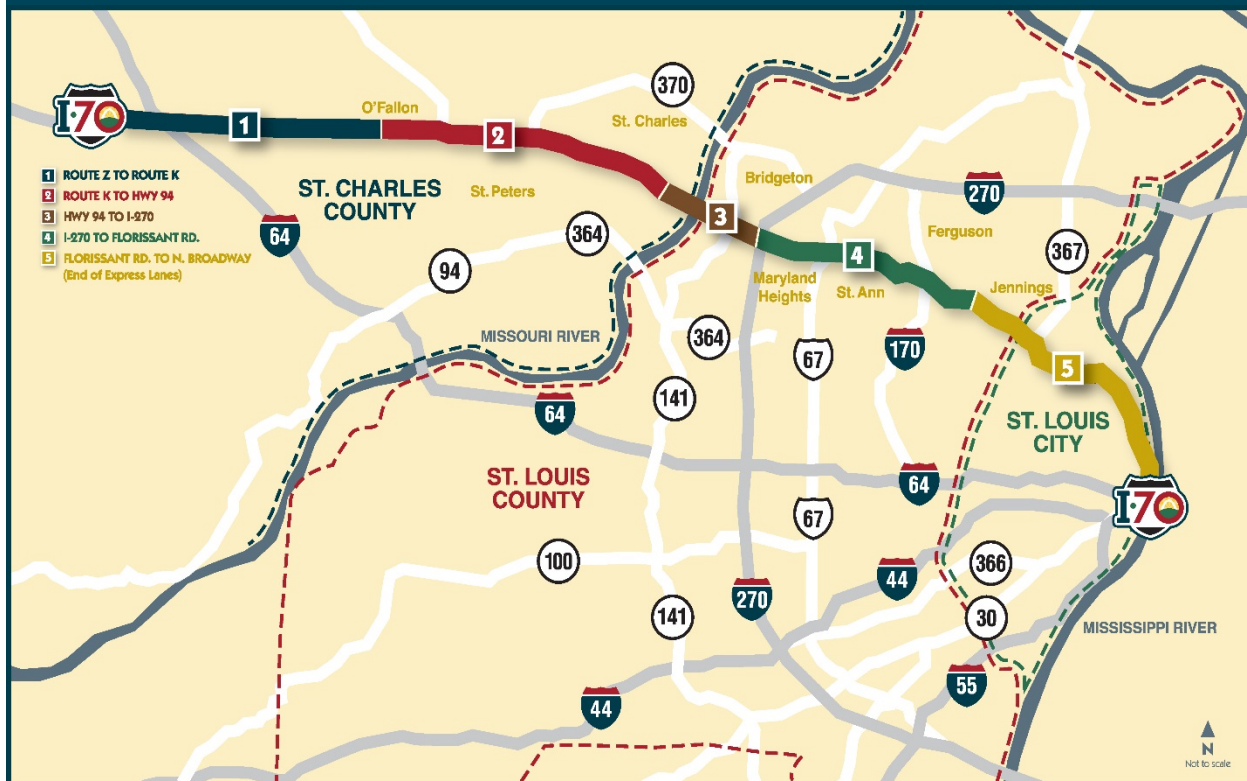 I-70
1
O'Fallon
2
370
St. Charles
1 ROUTE Z TO ROUTE K
2 ROUTE K TO HWY 94
3 HWY 94 TO I-270
4 I-270 TO FLORISSANT RD.
5 FLORISSANT RD. TO N. BROADWAY
(End of Express Lanes)
ST. CHARLES
COUNTY
St. Peters
Bridgeton
270
3
Ferguson
64
364
94
4
367
Maryland
Heights
St. Ann
Jennings
MISSOURI RIVER
364
67
170
5
141
64
ST. LOUIS
CITY
ST. LOUIS
COUNTY
64
I-70
67
100
366
44
270
141
30
MISSISSIPPI RIVER
55
44
N
Not to scale